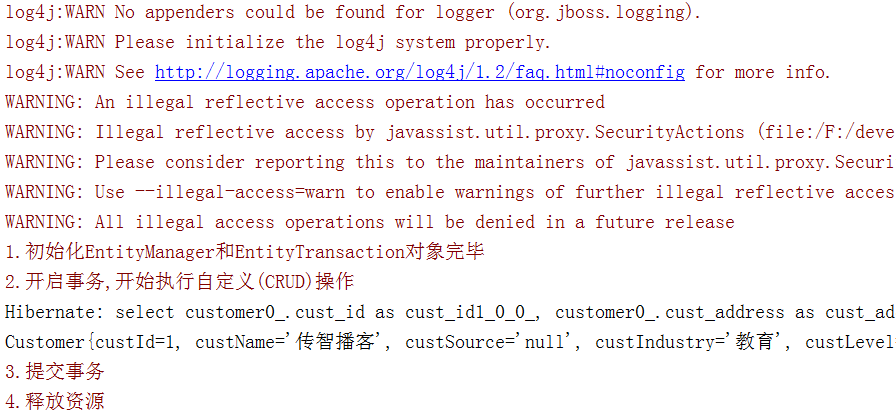 log4j:WARN No appenders could be found for logger (org.jboss.logging).
log4j:WARN Please initialize the log4j system properly.
log4j:WARN See http://logging.apache.org/log4j/1.2/faq.html#noconfig for more info.
WARNING: An illegal reflective access operation has occurred
WARNING: Illegal reflective access by javassist.util.proxy.SecurityActions (file:/F:/deve
WARNING: Please consider reporting this to the maintainers of javassist.util.proxy.Securi
WARNING: Use --illegal-access=warn to enable warnings of further illegal reflective acces
WARNING: All illegal access operations will be denied in a future release
1.初始化EntityManager和EntityTransaction对象完毕
2.开启事务,开始执行自定义(CRUD)操作
Hibernate: select customer0_.cust_id as cust_id1_0_0_, customer0_.cust_address as cust_ad
Customer{custId=1, custName='传智播客', custSource='null', custIndustry='教育', custLevel
3.提交事务
4.释放资源